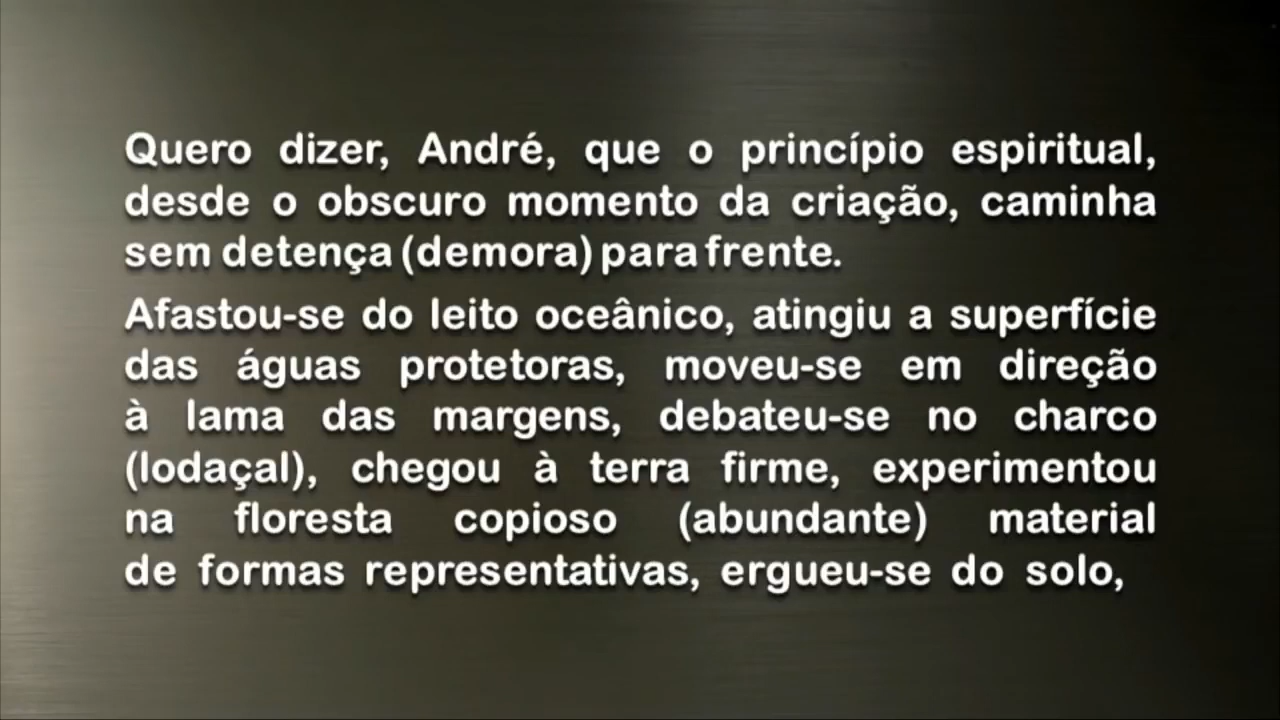 Quero dizer, André, que o princípio espiritual,
desde o obscuro momento da criação, caminha
sem detença (demora) para frente.
Afastou-se do leito oceânico, atingiu a superfície
das águas protetoras, moveu-se em direção
à lama das margens, debateu-se no charco
(lodaçal), chegou à terra firme, experimentou
na floresta copioso (abundante) material
de formas representativas, ergueu-se do solo,